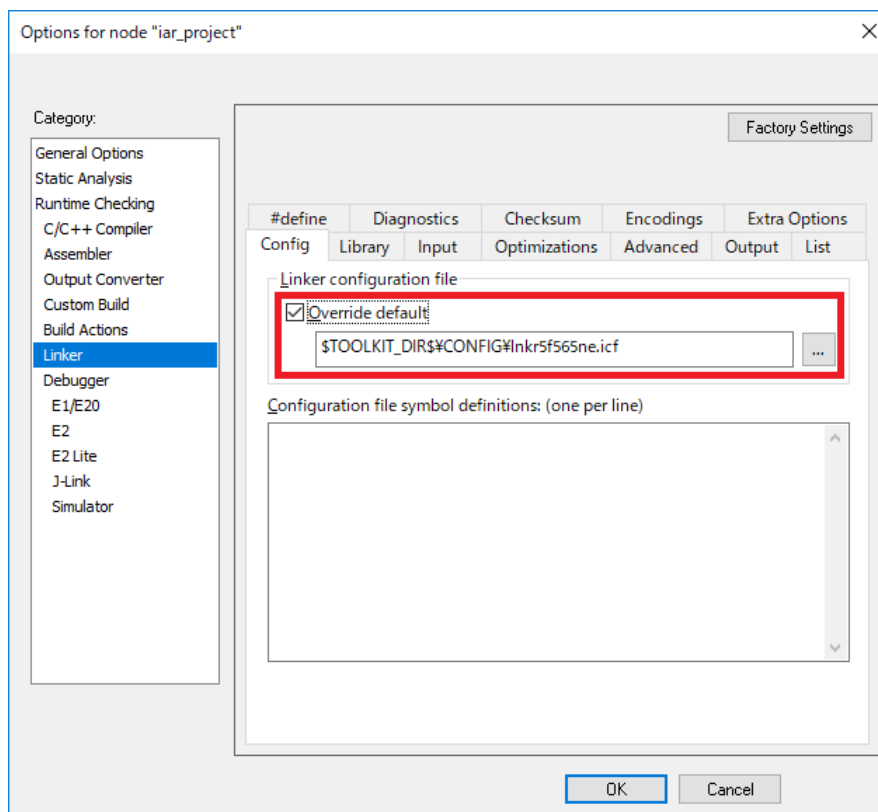 Options for node "iar_project"
Category:
Factory Settings
General Options
Static Analysis
Runtime Checking
C/C++ Compiler
Assembler
Output Converter
Custom Build
Build Actions
Linker
Debugger
E1/E20
E2
E2 Lite
J-Link
Simulator
#define Diagnostics Checksum Encodings Extra Options
Config Library Input Optimizations Advanced Output List
Linker configuration file
Override default
$TOOLKIT_DIR$¥CONFIG¥lnkr5f565ne.icf
...
Configuration file symbol definitions: (one per line)
OK Cancel